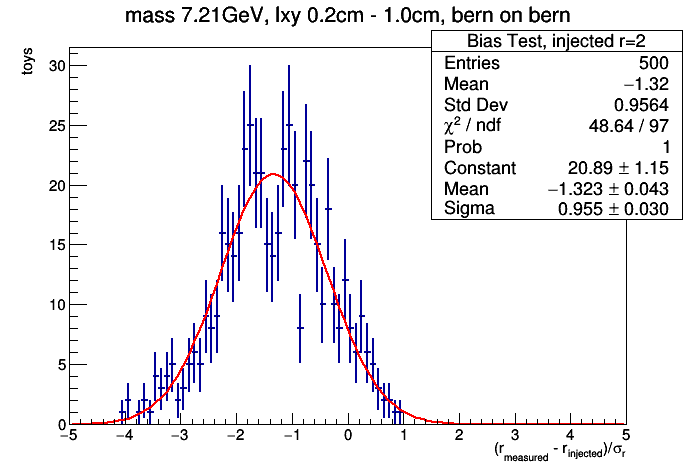 mass 7.21GeV, lxy 0.2cm - 1.0cm, bern on bern
Bias Test, injected r=2
Entries 500
Mean −1.32
Std Dev 0.9564
χ² / ndf 48.64 / 97
Prob 1
Constant 20.89 ± 1.15
Mean −1.323 ± 0.043
Sigma 0.955 ± 0.030
toys
30
25
20
15
10
5
0
−5 −4 −3 −2 −1 0 1 2 3 4 5
(r_measured - r_injected)/σ_r